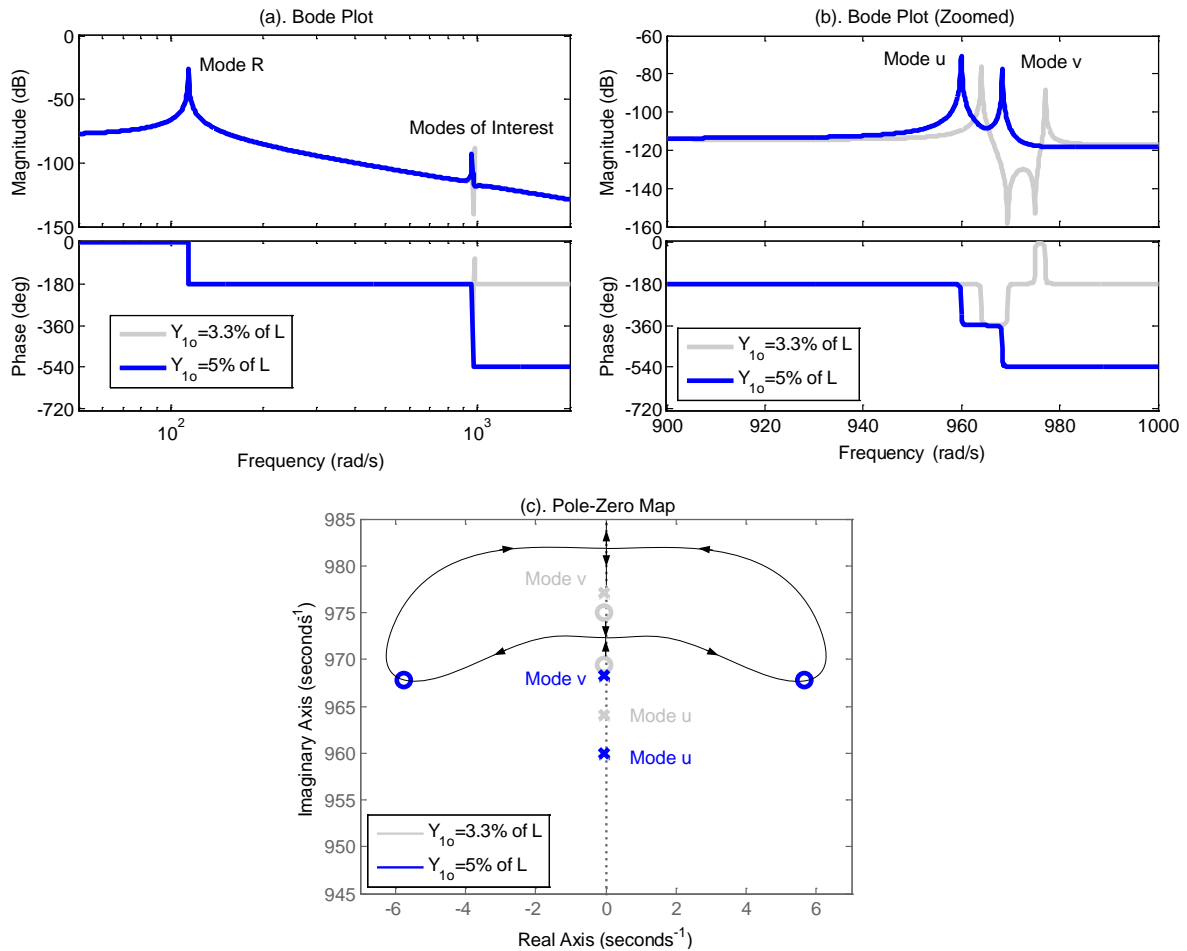 (a). Bode Plot
0
-50
-100
-150
Magnitude (dB)
Mode R
Modes of Interest
0
-180
-360
-540
-720
Phase (deg)
Y1o=3.3% of L
Y1o=5% of L
10^2
10^3
Frequency (rad/s)
(b). Bode Plot (Zoomed)
-60
-80
-100
-120
-140
-160
Magnitude (dB)
Mode u
Mode v
0
-180
-360
-540
-720
Phase (deg)
Y1o=3.3% of L
Y1o=5% of L
900
920
940
960
980
1000
Frequency (rad/s)
(c). Pole-Zero Map
985
980
975
970
965
960
955
950
945
Imaginary Axis (seconds^-1)
Mode v
Mode v
Mode u
Mode u
Y1o=3.3% of L
Y1o=5% of L
-6
-4
-2
0
2
4
6
Real Axis (seconds^-1)